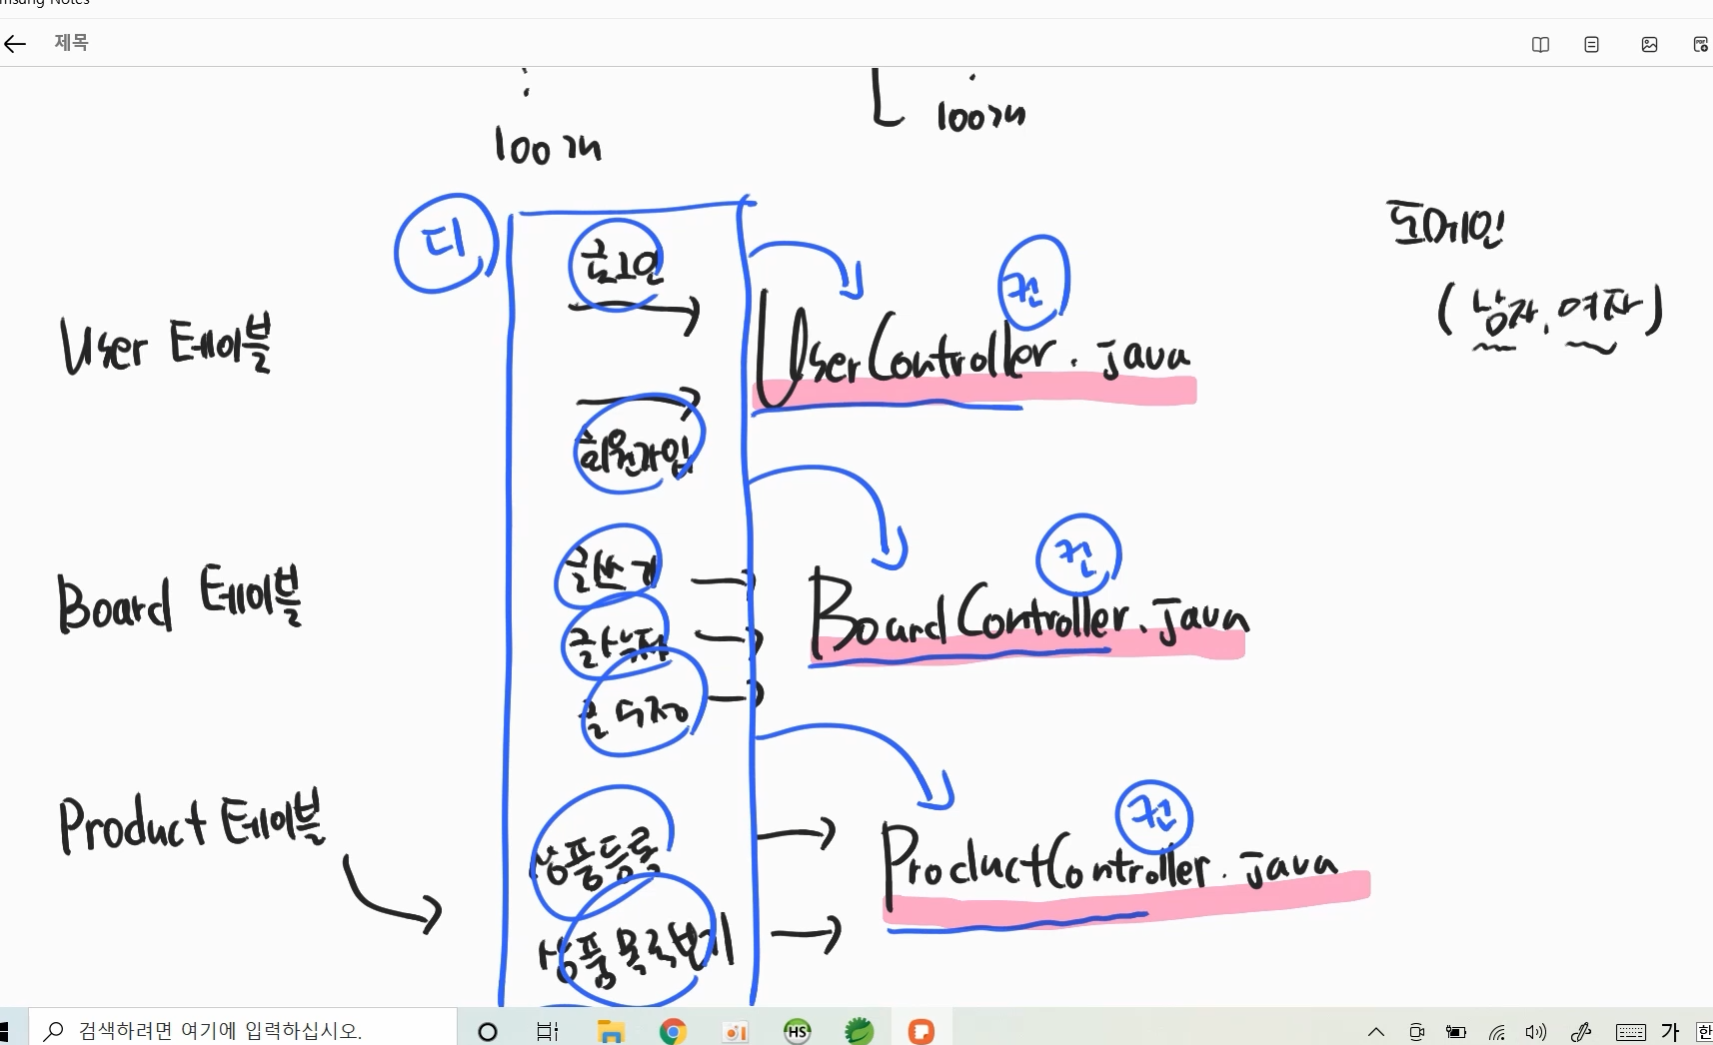 제목
100개
100개
디
로그인
컨
도메인
(남자, 여자)
User 테이블
UserController.java
회원가입
컨
글쓰기
Board 테이블
BoardController.java
글삭제
글 수정
컨
Product 테이블
상품등록
ProductController.java
상품 목록보기
검색하려면 여기에 입력하십시오.
HS
가